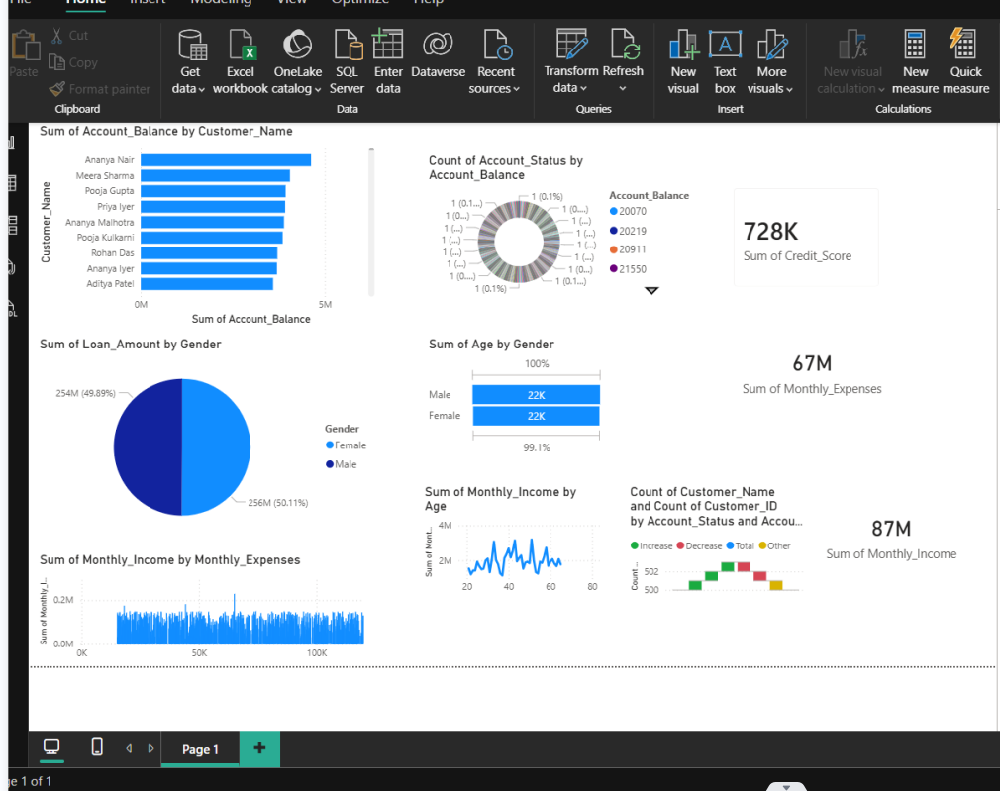 Home Insert Modeling View Optimize Help
Cut
Copy
Format painter
Paste
Clipboard
Get data
Excel workbook
OneLake catalog
SQL Server
Enter data
Dataverse
Recent sources
Data
Transform data
Refresh
Queries
New visual
Text box
More visuals
Insert
New visual calculation
New measure
Quick measure
Calculations
Sum of Account_Balance by Customer_Name
Customer_Name
Ananya Nair
Meera Sharma
Pooja Gupta
Priya Iyer
Ananya Malhotra
Pooja Kulkarni
Rohan Das
Ananya Iyer
Aditya Patel
0M 5M
Sum of Account_Balance
Count of Account_Status by
Account_Balance
1 (0.1%)
1 (0.1...)
1 (0....)
1 (0...)
1 (...)
1 (...)
1 (...)
1 (...)
1 (...)
1 (...)
1 (...)
1 (0...)
1 (0....)
1 (0.1...)
1 (0.1%)
Account_Balance
20070
20219
20911
21550
728K
Sum of Credit_Score
Sum of Loan_Amount by Gender
254M (49.89%)
256M (50.11%)
Gender
Female
Male
Sum of Age by Gender
100%
Male 22K
Female 22K
99.1%
67M
Sum of Monthly_Expenses
Sum of Monthly_Income by
Age
Sum of Mont...
4M
2M
20 40 60 80
Count of Customer_Name
and Count of Customer_ID
by Account_Status and Accou...
Increase Decrease Total Other
Count ...
502
500
87M
Sum of Monthly_Income
Sum of Monthly_Income by Monthly_Expenses
Sum of Monthly_I...
0.2M
0.0M
0K 50K 100K
Page 1
1 of 1